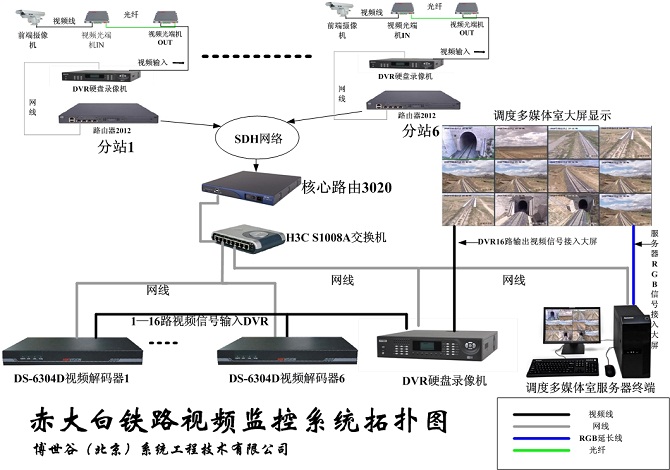 视频线
光纤
前端摄像
机
视频光端
机IN
视频光端机
OUT
视频输入
DVR硬盘录像机
网
线
路由器2012
分站1
视频线
光纤
前端摄像
机
视频光端
机IN
视频光端机
OUT
视频输入
DVR硬盘录像机
网
线
路由器2012
分站6
SDH网络
调度多媒体室大屏显示
核心路由3020
H3C S1008A交换机
DVR16路输出视频信号接入大屏
服务器RGB信号接入大屏
网线
网线
网线
1—16路视频信号输入DVR
DS-6304D视频解码器1
DS-6304D视频解码器6
DVR硬盘录像机
调度多媒体室服务器终端
赤大白铁路视频监控系统拓扑图
博世谷（北京）系统工程技术有限公司
视频线
网线
RGB延长线
光纤